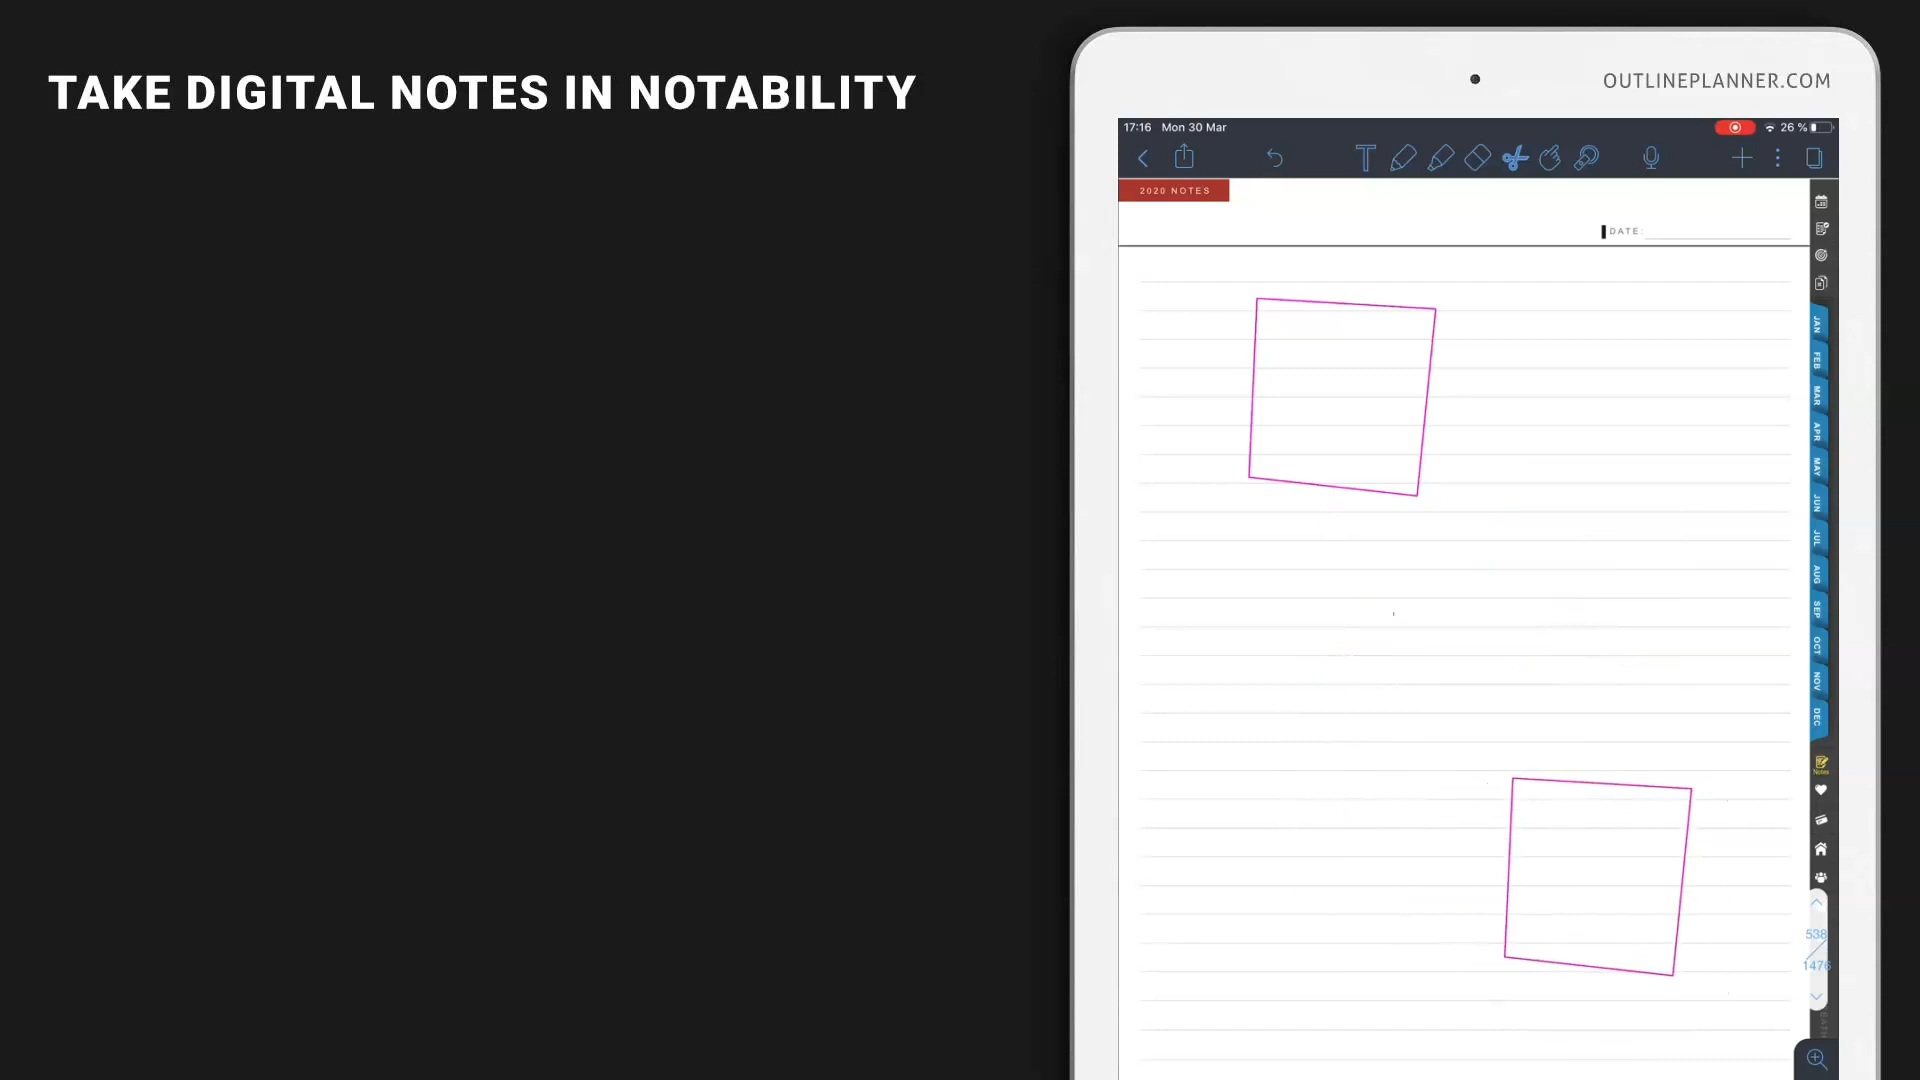 TAKE DIGITAL NOTES IN NOTABILITY
OUTLINEPLANNER.COM
17:16 Mon 30 Mar
26 %
T
2020 NOTES
DATE:
JAN
FEB
MAR
APR
MAY
JUN
JUL
AUG
SEP
OCT
NOV
DEC
Notes
538
1476